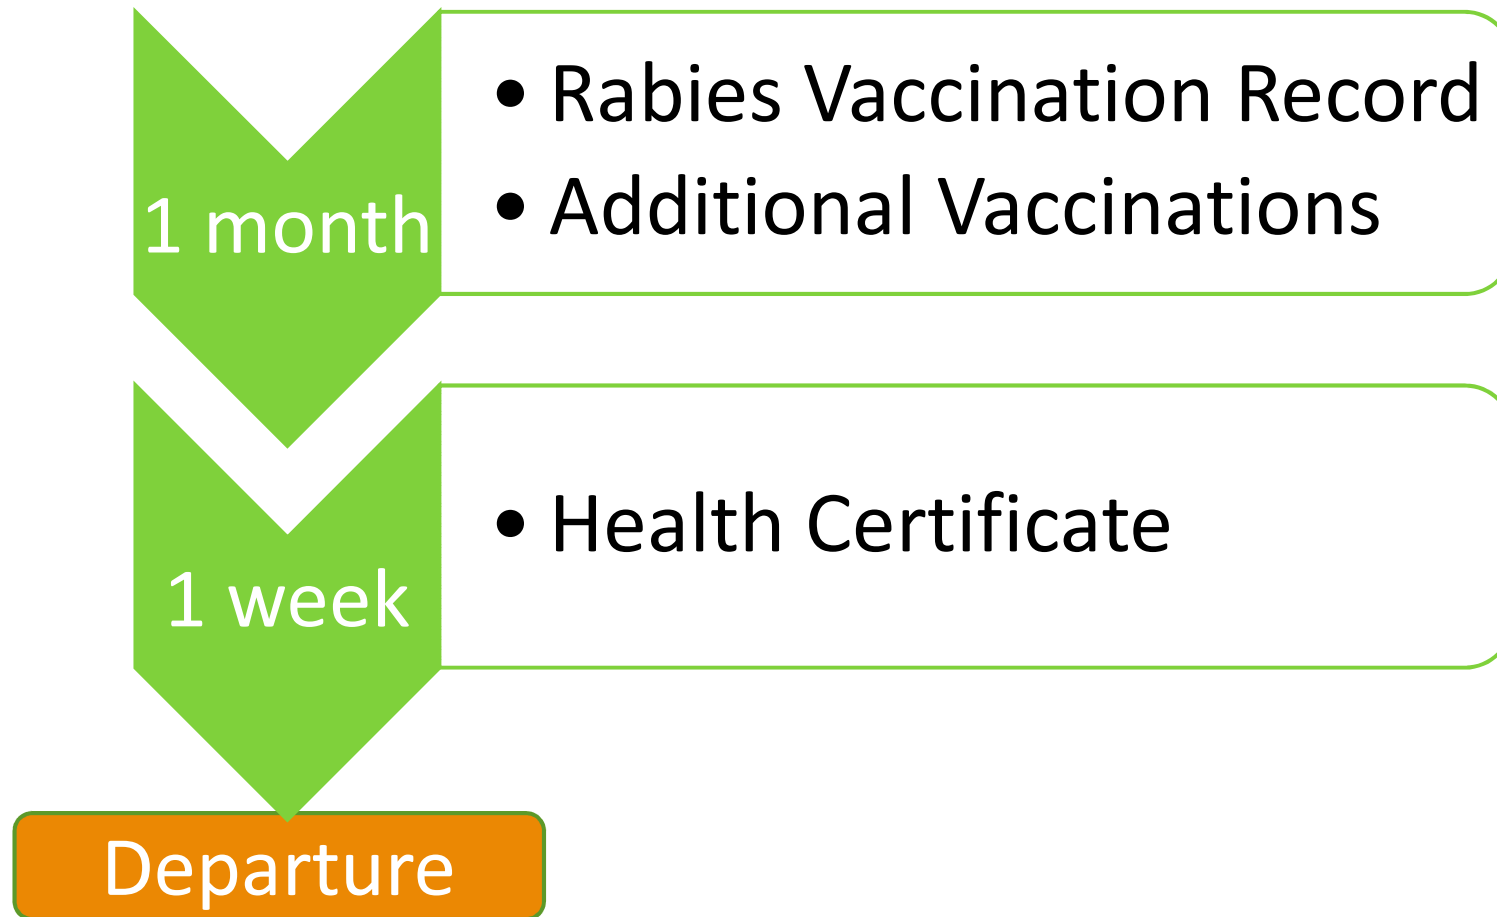 1 month
• Rabies Vaccination Record
• Additional Vaccinations
1 week
• Health Certificate
Departure